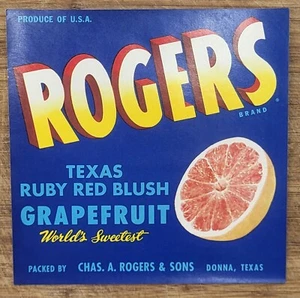 PRODUCE OF U.S.A.
ROGERS
BRAND ®
TEXAS
RUBY RED BLUSH
GRAPEFRUIT
World's Sweetest
PACKED BY CHAS. A. ROGERS & SONS DONNA, TEXAS